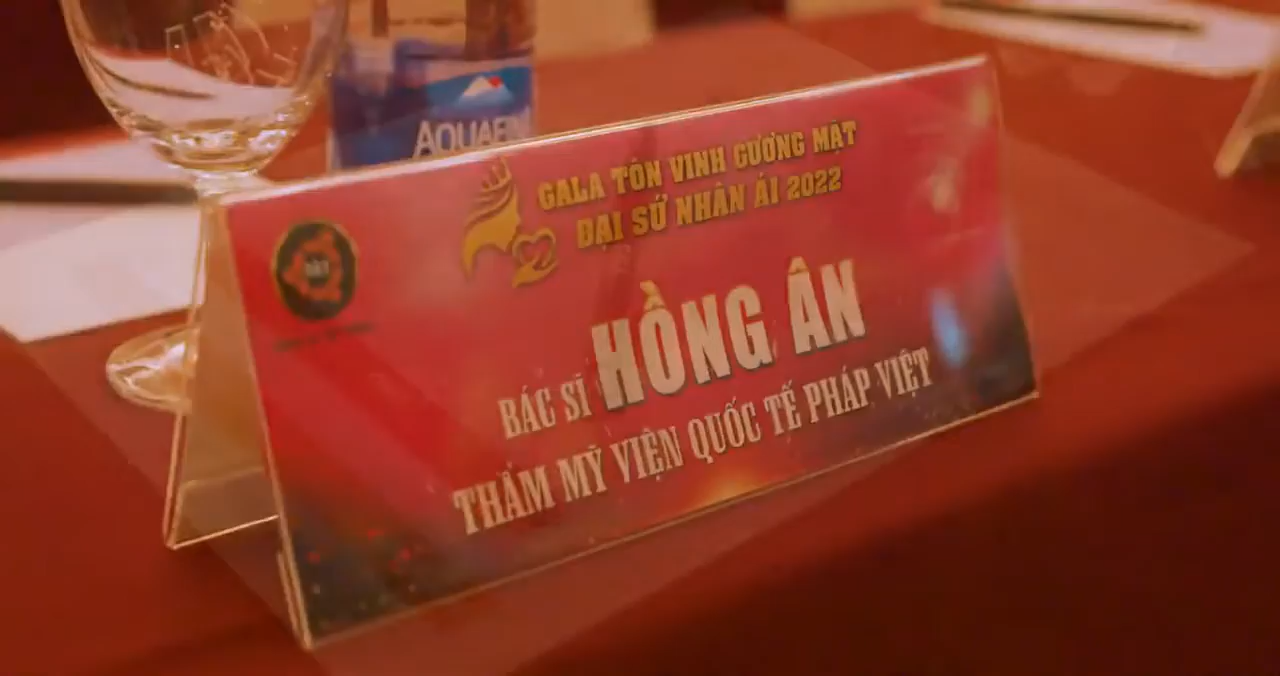 AQUAFIN
GALA TÔN VINH GƯƠNG MẶT
ĐẠI SỨ NHÂN ÁI 2022
BÁC SĨ HỒNG ÂN
THẨM MỸ VIỆN QUỐC TẾ PHÁP VIỆT